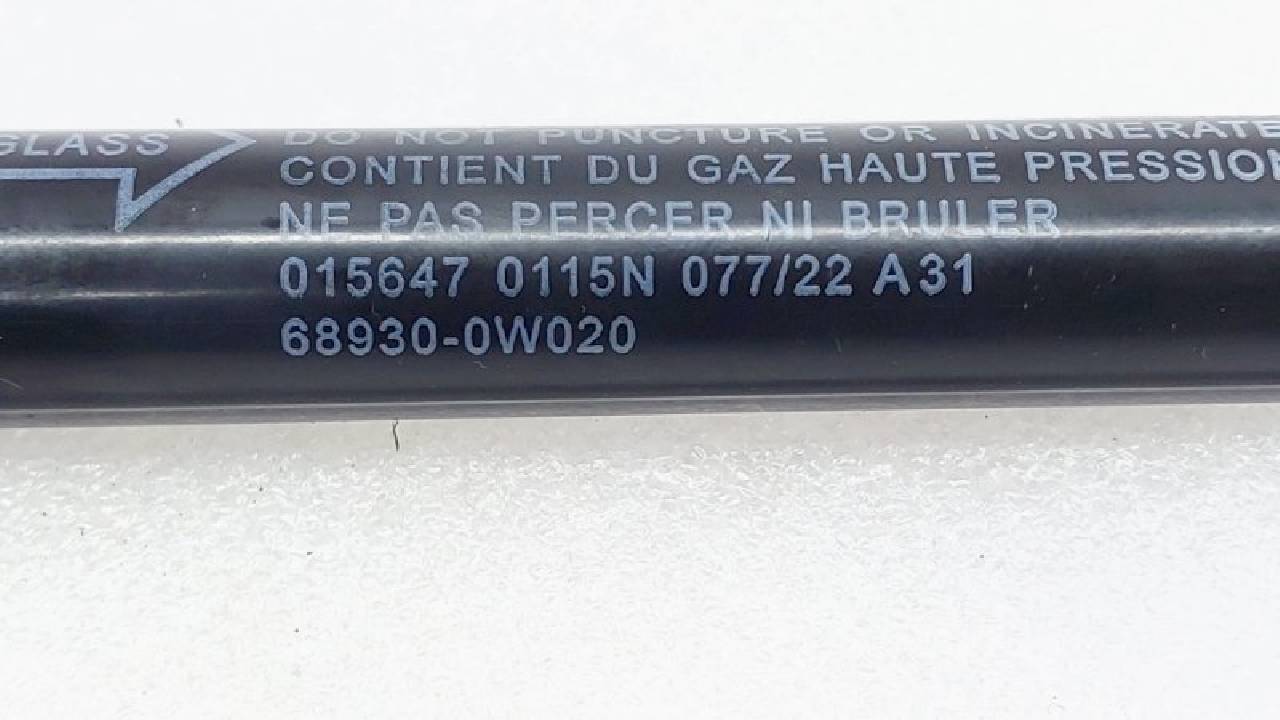 GLASS
DO NOT PUNCTURE OR INCINERATE
CONTIENT DU GAZ HAUTE PRESSION
NE PAS PERCER NI BRULER
015647 0115N 077/22 A31
68930-0W020